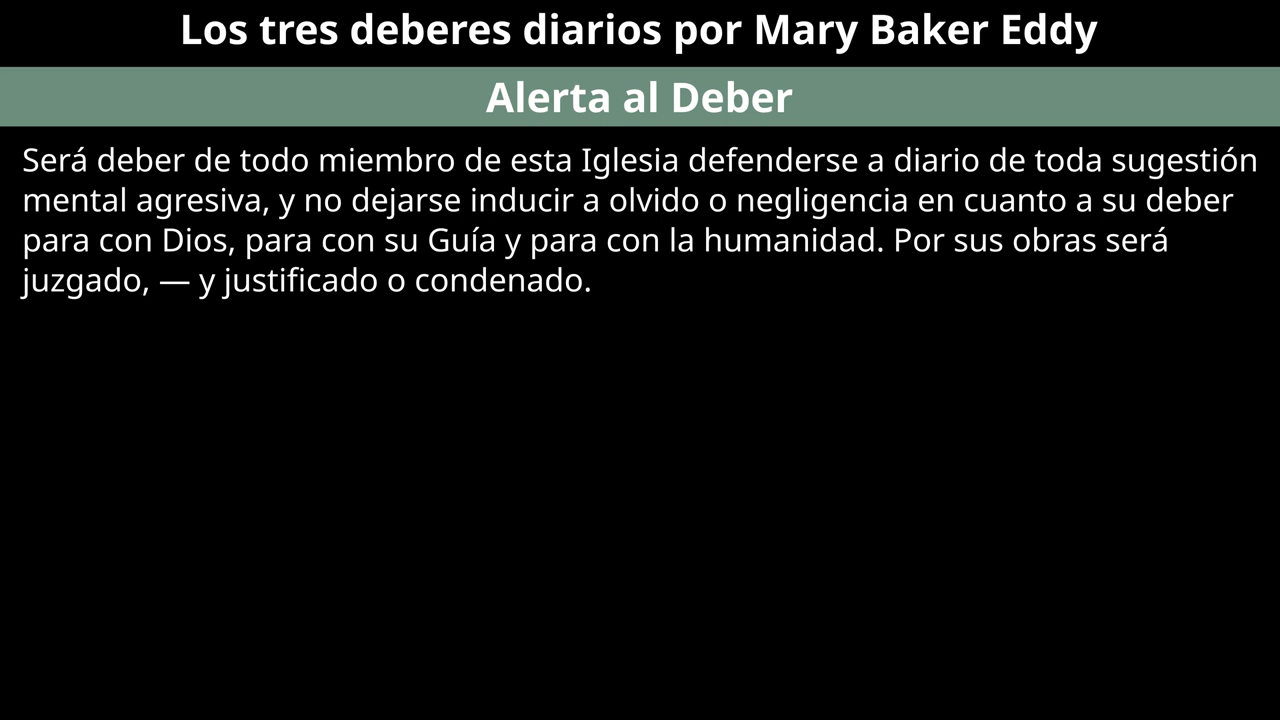 Los tres deberes diarios por Mary Baker Eddy
Alerta al Deber
Será deber de todo miembro de esta Iglesia defenderse a diario de toda sugestión
mental agresiva, y no dejarse inducir a olvido o negligencia en cuanto a su deber
para con Dios, para con su Guía y para con la humanidad. Por sus obras será
juzgado, — y justificado o condenado.